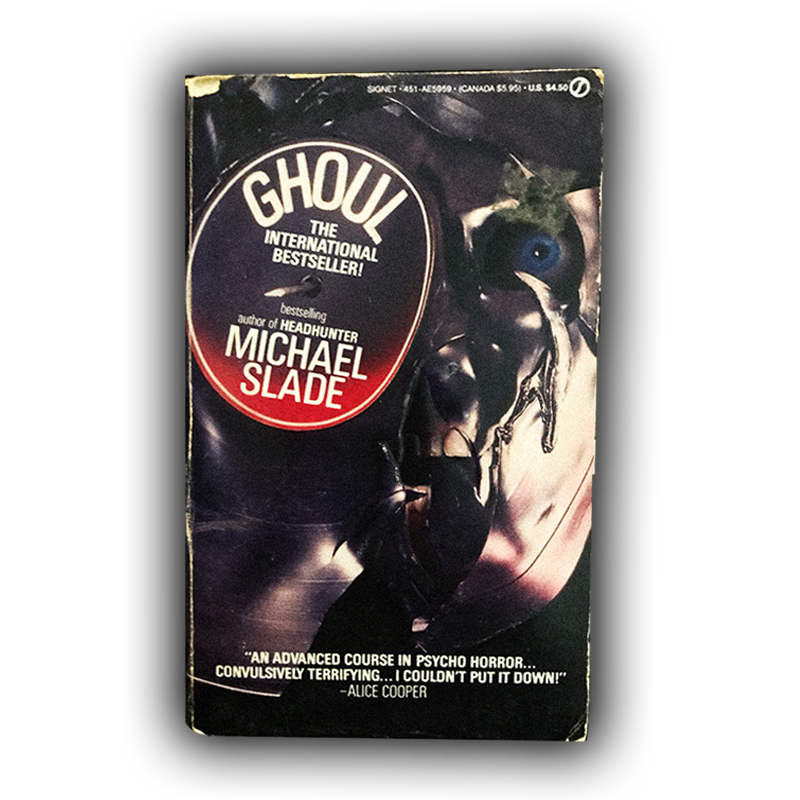 SIGNET • 451-AE5959 • (CANADA $5.95) • U.S. $4.50
GHOUL
THE
INTERNATIONAL
BESTSELLER!
bestselling
author of HEADHUNTER
MICHAEL
SLADE
"AN ADVANCED COURSE IN PSYCHO HORROR...
CONVULSIVELY TERRIFYING... I COULDN'T PUT IT DOWN!"
–ALICE COOPER